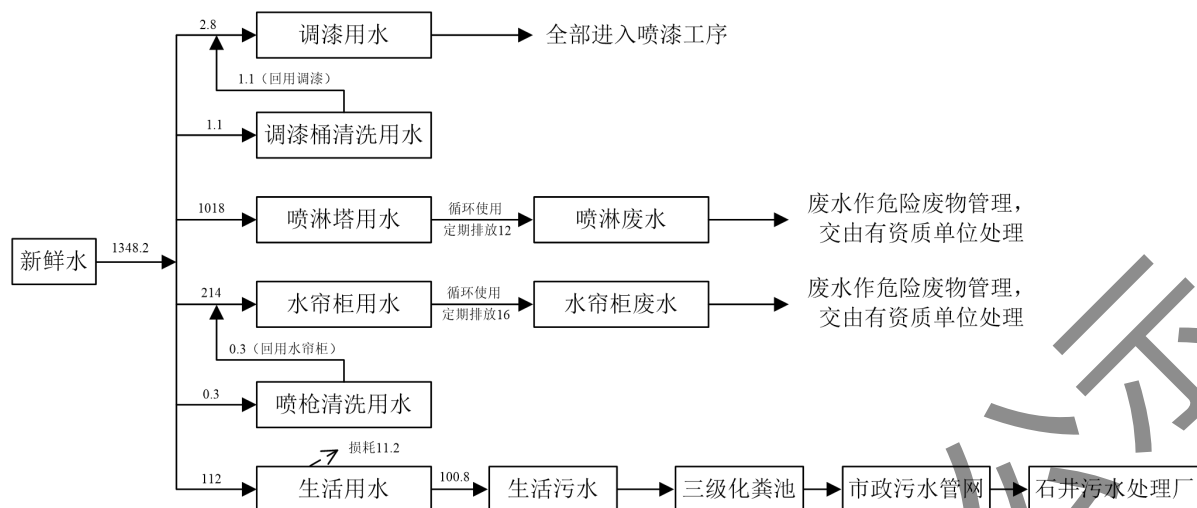 2.8
调漆用水
全部进入喷漆工序
1.1（回用调漆）
1.1
调漆桶清洗用水
1018
喷淋塔用水
循环使用
定期排放12
喷淋废水
废水作危险废物管理，
交由有资质单位处理
新鲜水
1348.2
214
水帘柜用水
循环使用
定期排放16
水帘柜废水
废水作危险废物管理，
交由有资质单位处理
0.3（回用水帘柜）
0.3
喷枪清洗用水
损耗11.2
112
生活用水
100.8
生活污水
三级化粪池
市政污水管网
石井污水处理厂
公示